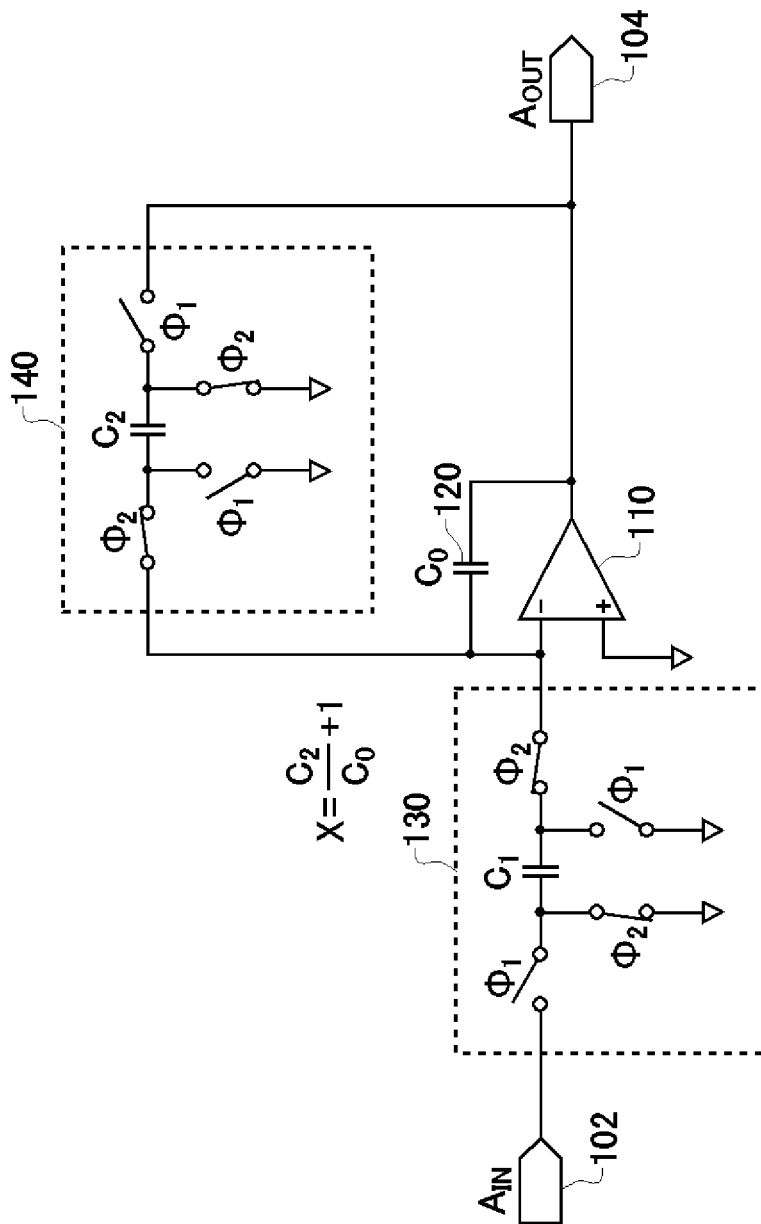 140
Φ₂
C₂
Φ₁
Φ₁
Φ₂
X = C₂/C₀ + 1
C₀
120
A_OUT
104
130
Φ₁
C₁
Φ₂
−
+
110
Φ₂
Φ₁
A_IN
102